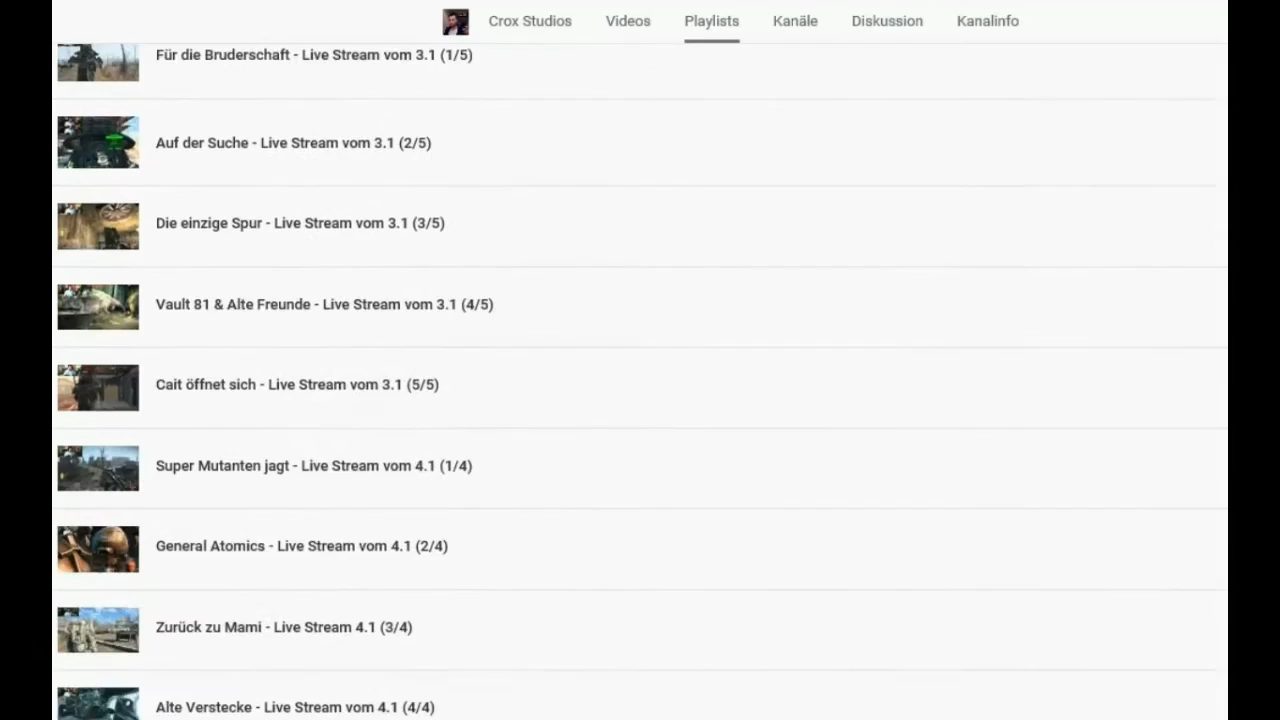 Crox Studios Videos Playlists Kanäle Diskussion Kanalinfo
Für die Bruderschaft - Live Stream vom 3.1 (1/5)
Auf der Suche - Live Stream vom 3.1 (2/5)
Die einzige Spur - Live Stream vom 3.1 (3/5)
Vault 81 & Alte Freunde - Live Stream vom 3.1 (4/5)
Cait öffnet sich - Live Stream vom 3.1 (5/5)
Super Mutanten jagt - Live Stream vom 4.1 (1/4)
General Atomics - Live Stream vom 4.1 (2/4)
Zurück zu Mami - Live Stream 4.1 (3/4)
Alte Verstecke - Live Stream vom 4.1 (4/4)